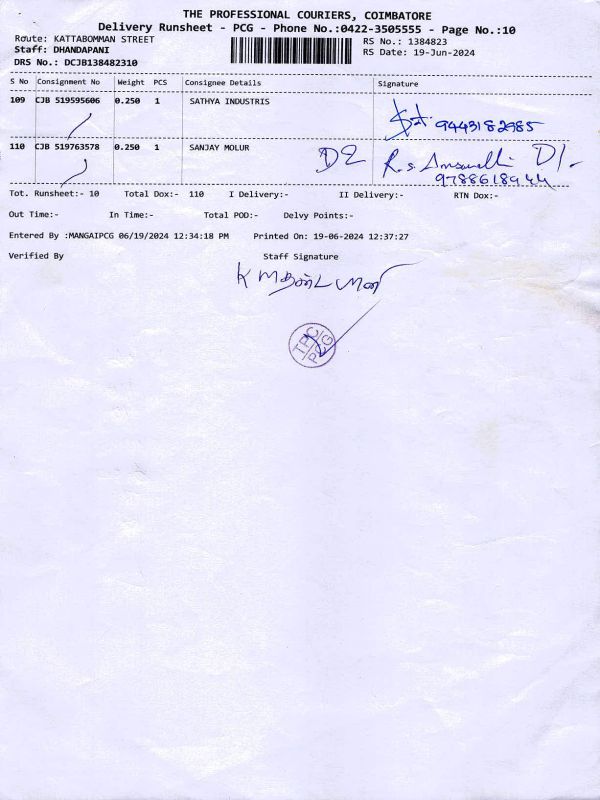 THE PROFESSIONAL COURIERS, COIMBATORE
Delivery Runsheet - PCG - Phone No.:0422-3505555 - Page No.:10
Route: KATTABOMMAN STREET
Staff: DHANDAPANI
DRS No.: DCJB138482310
RS No.: 1384823
RS Date: 19-Jun-2024
S No Consignment No Weight PCS Consignee Details Signature
109 CJB 519595606 0.250 1 SATHYA INDUSTRIS
9443182985
110 CJB 519763578 0.250 1 SANJAY MOLUR
R.s.
Tot. Runsheet:- 10 Total Dox:- 110 I Delivery:- II Delivery:- RTN Dox:-
Out Time:- In Time:- Total POD:- Delvy Points:-
Entered By :MANGAIPCG 06/19/2024 12:34:18 PM Printed On: 19-06-2024 12:37:27
Verified By Staff Signature
TPC
PCG